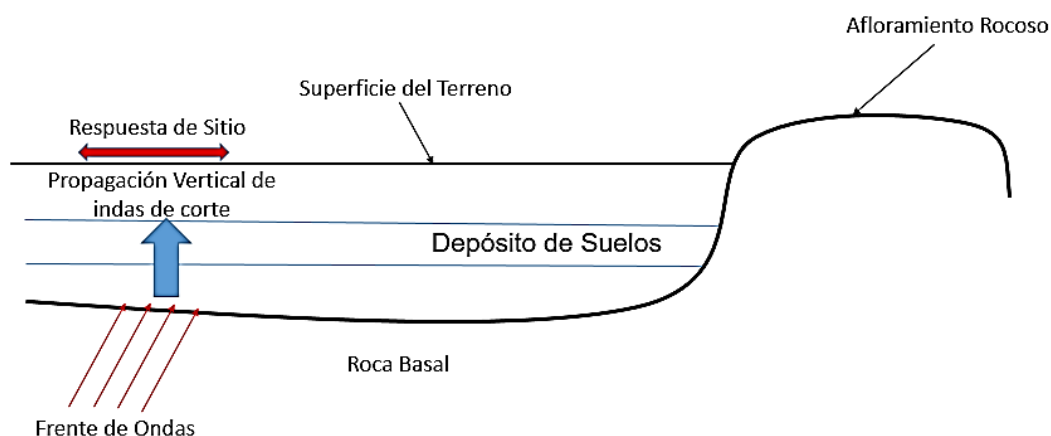 Afloramiento Rocoso
Superficie del Terreno
Respuesta de Sitio
Propagación Vertical de
indas de corte
Depósito de Suelos
Roca Basal
Frente de Ondas